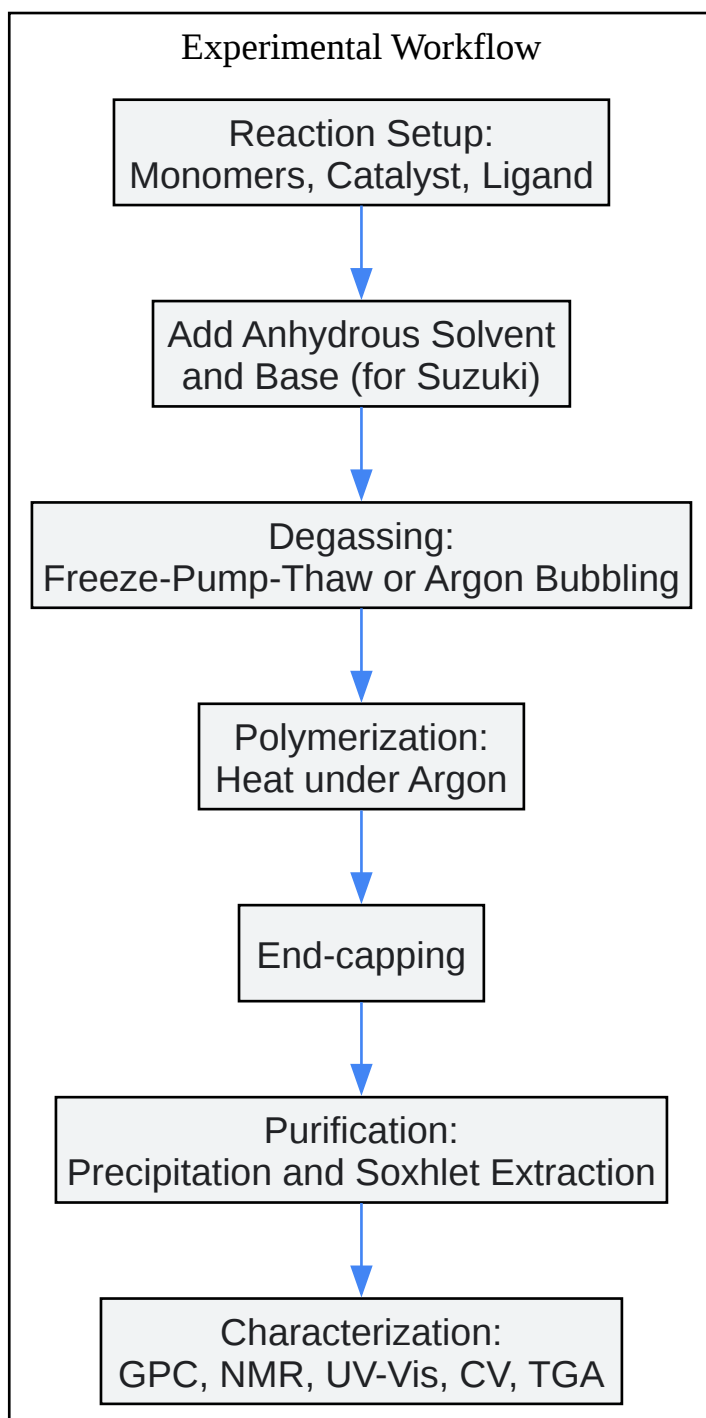 Experimental Workflow
Reaction Setup:
Monomers, Catalyst, Ligand
Add Anhydrous Solvent
and Base (for Suzuki)
Degassing:
Freeze-Pump-Thaw or Argon Bubbling
Polymerization:
Heat under Argon
End-capping
Purification:
Precipitation and Soxhlet Extraction
Characterization:
GPC, NMR, UV-Vis, CV, TGA